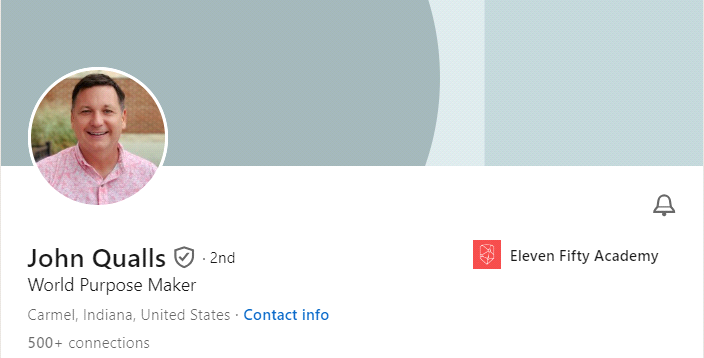 John Qualls · 2nd
Eleven Fifty Academy
World Purpose Maker
Carmel, Indiana, United States · Contact info
500+ connections